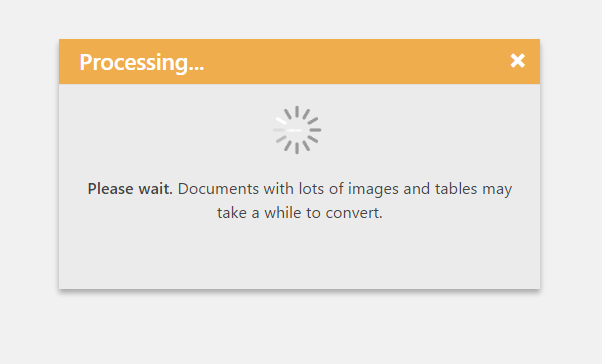 Processing...
Please wait. Documents with lots of images and tables may
take a while to convert.